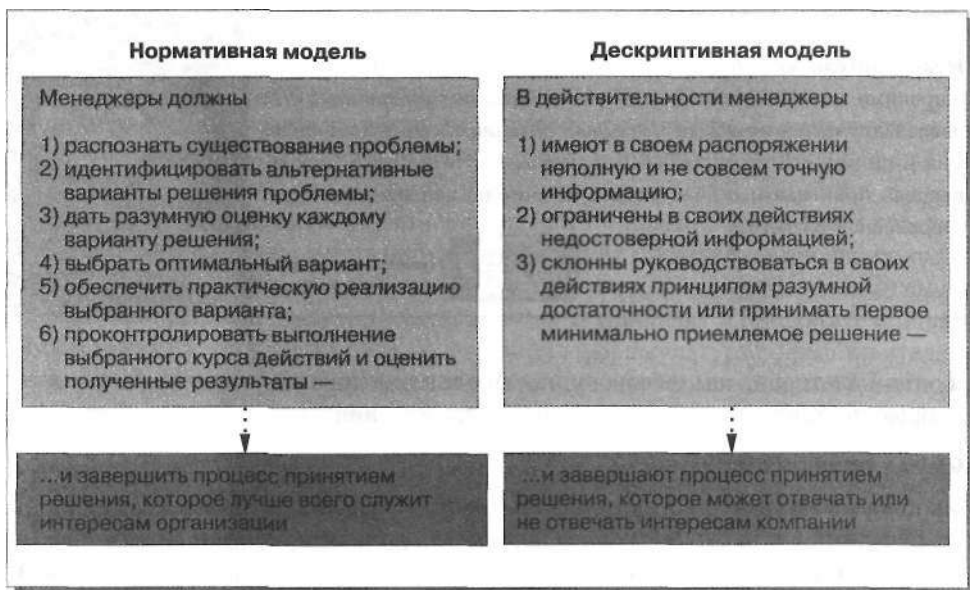 Нормативная модель
Менеджеры должны
1) распознать существование проблемы;
2) идентифицировать альтернативные
варианты решения проблемы;
3) дать разумную оценку каждому
варианту решения;
4) выбрать оптимальный вариант;
5) обеспечить практическую реализацию
выбранного варианта;
6) проконтролировать выполнение
выбранного курса действий и оценить
полученные результаты —
...и завершить процесс принятием
решения, которое лучше всего служит
интересам организации
Дескриптивная модель
В действительности менеджеры
1) имеют в своем распоряжении
неполную и не совсем точную
информацию;
2) ограничены в своих действиях
недостоверной информацией;
3) склонны руководствоваться в своих
действиях принципом разумной
достаточности или принимать первое
минимально приемлемое решение —
...и завершают процесс принятием
решения, которое может отвечать или
не отвечать интересам компании